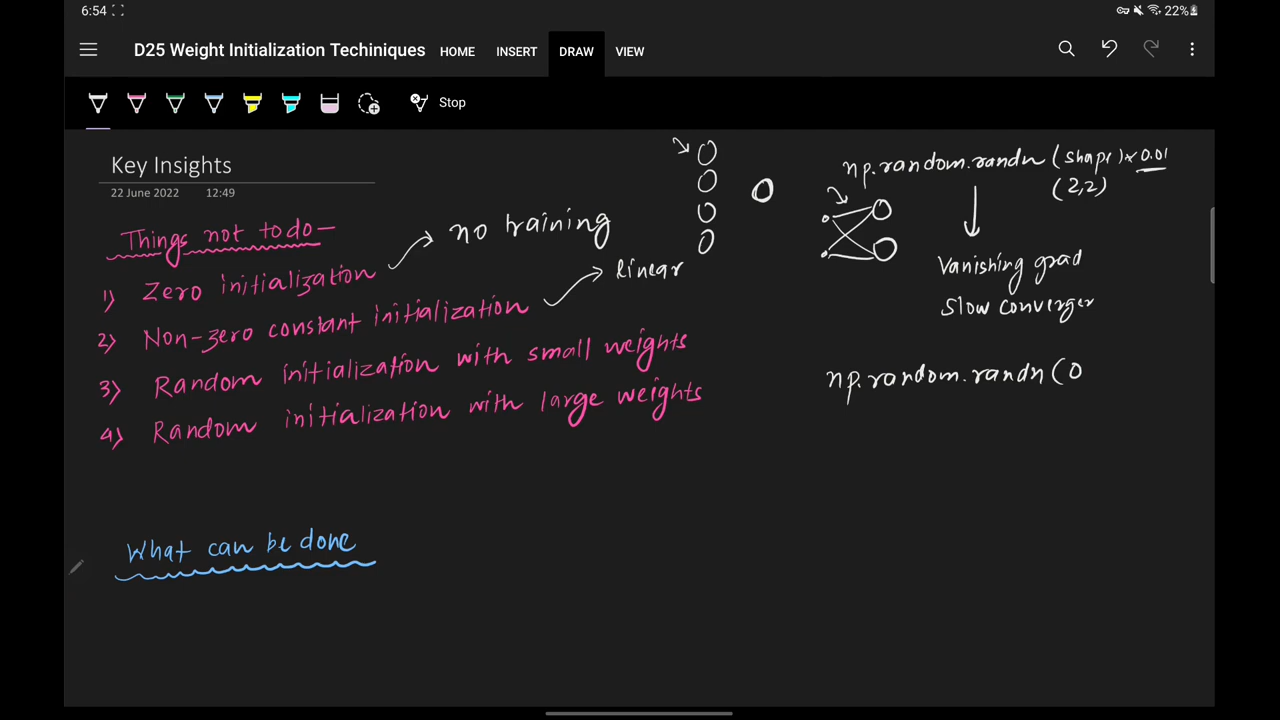 6:54
22%
D25 Weight Initialization Techiniques
HOME
INSERT
DRAW
VIEW
Stop
Key Insights
22 June 2022 12:49
Things not to do-
1) Zero initialization → no training
2) Non-zero constant initialization → linear
3) Random initialization with small weights
4) Random initialization with large weights
np.random.randn (shape) x 0.01
(2,2)
Vanishing grad
Slow converger
np.random.randn (0
What can be done